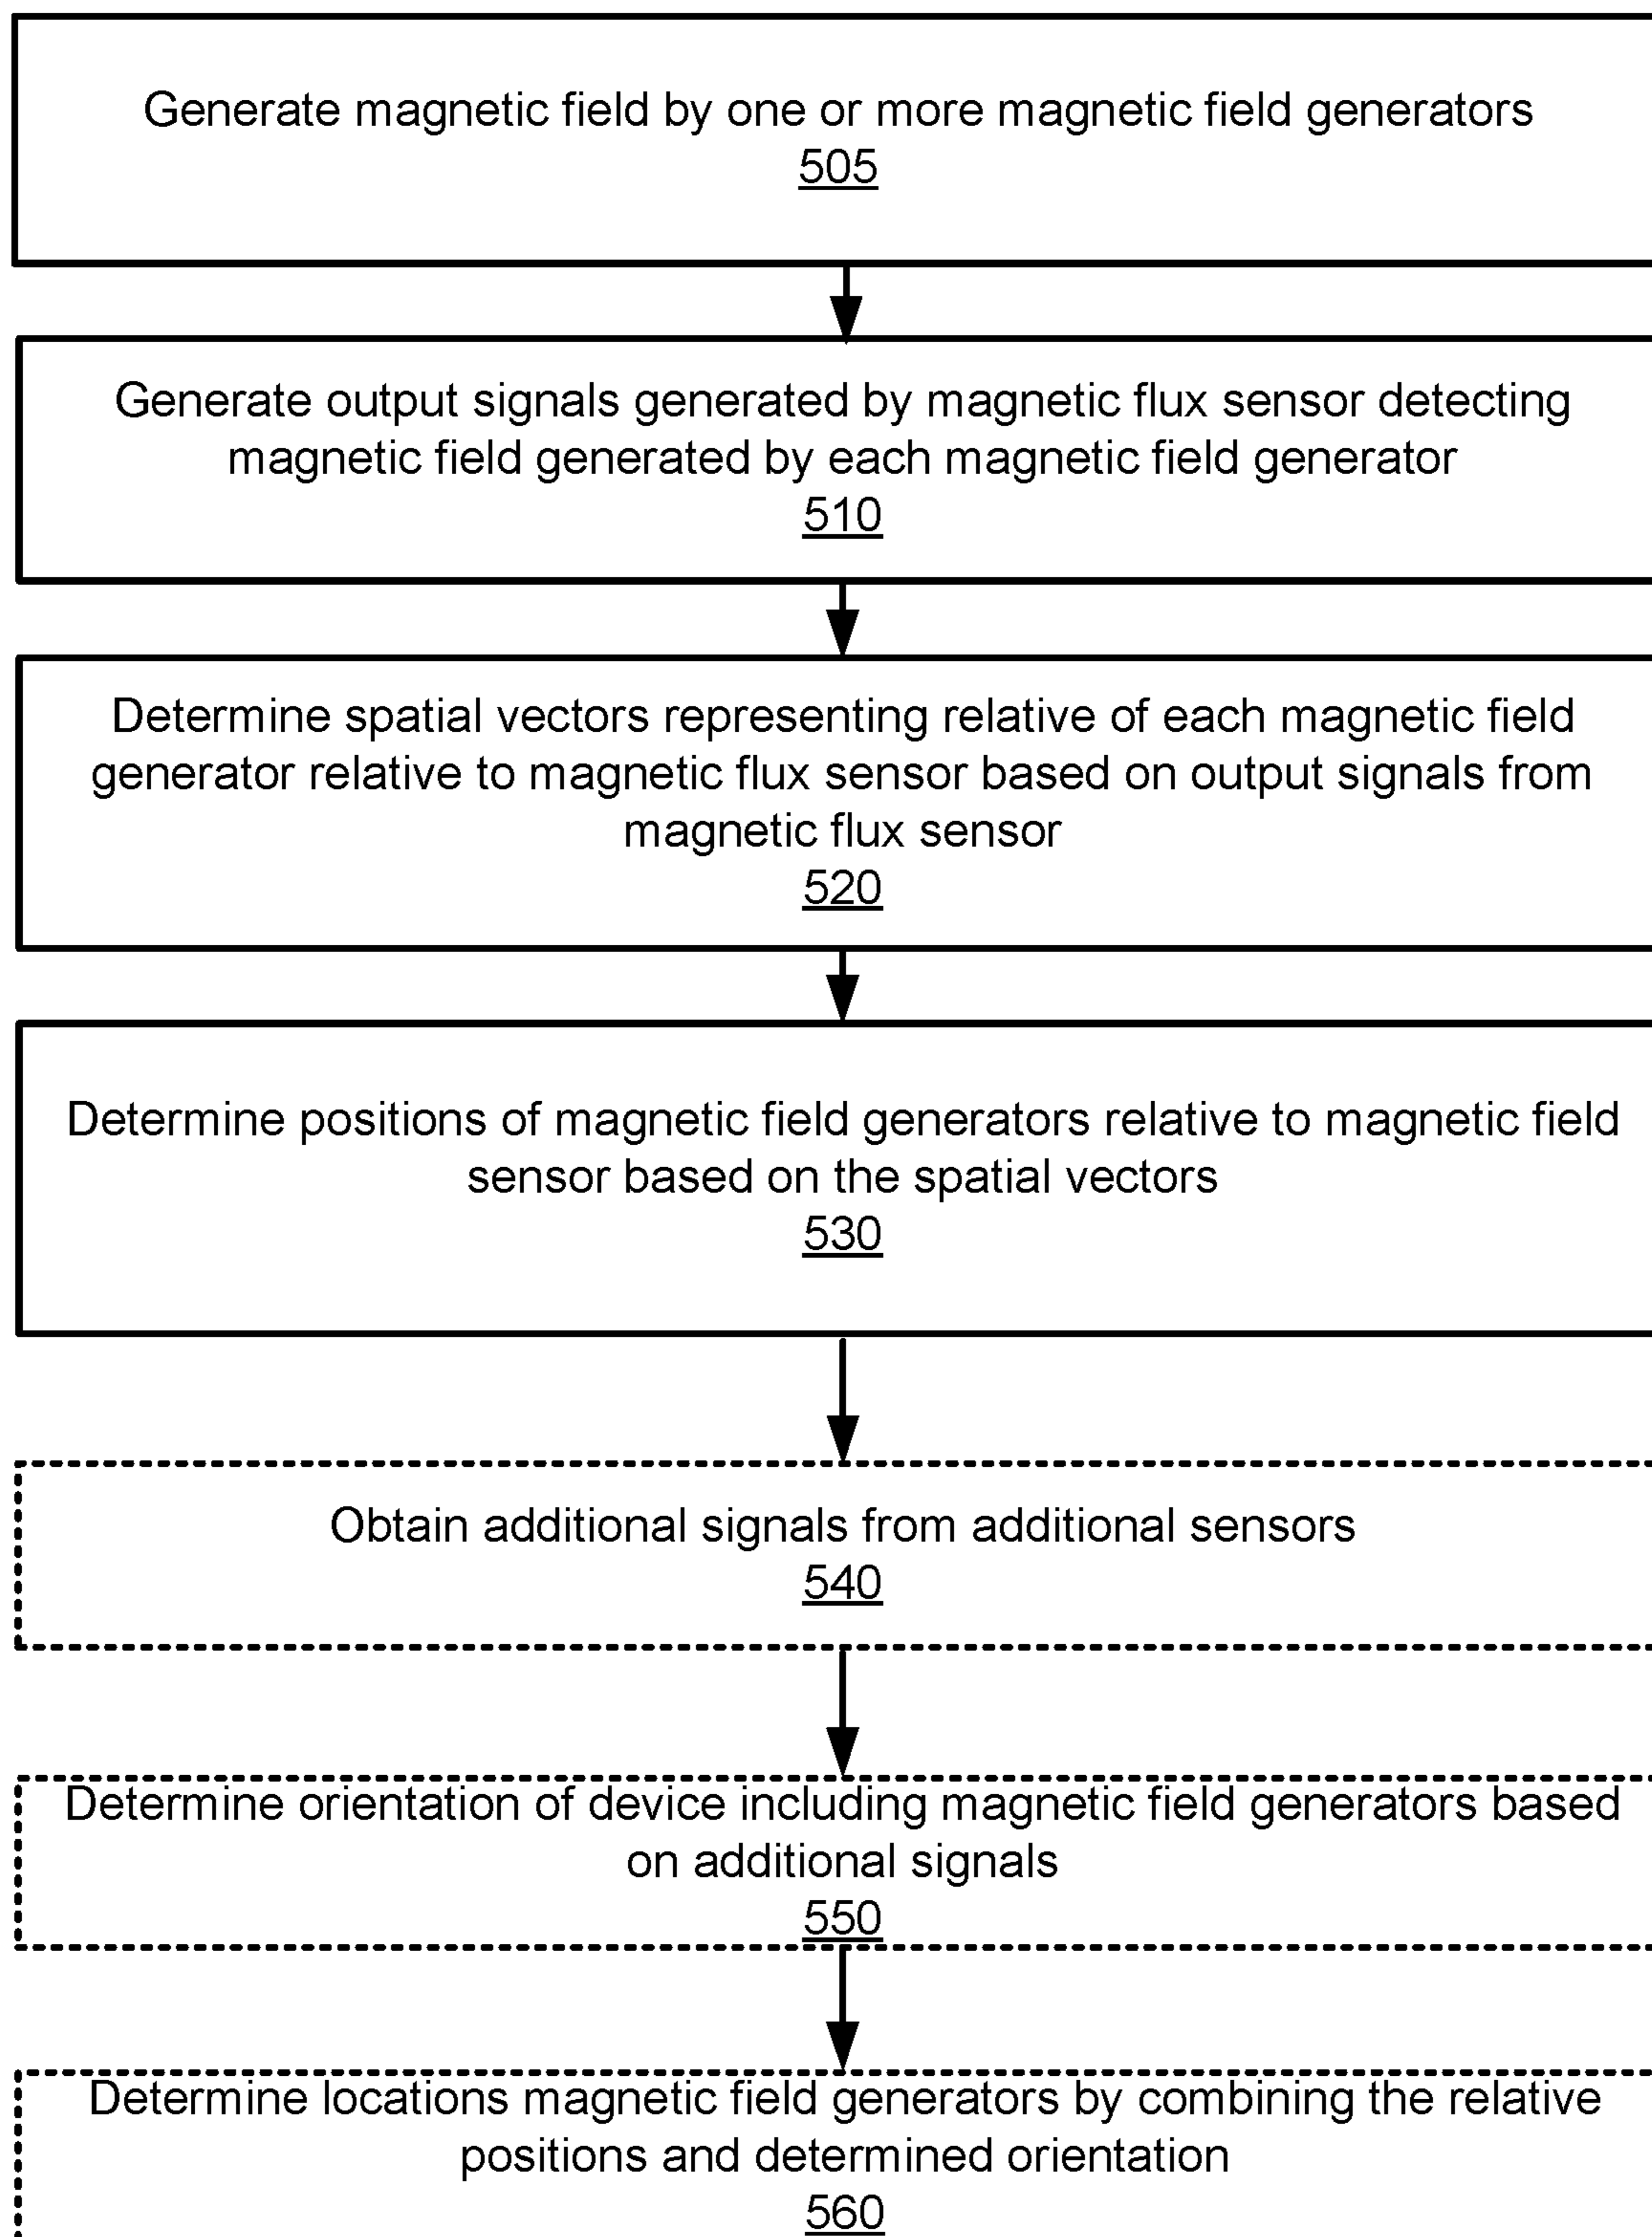 Generate magnetic field by one or more magnetic field generators
505
Generate output signals generated by magnetic flux sensor detecting
magnetic field generated by each magnetic field generator
510
Determine spatial vectors representing relative of each magnetic field
generator relative to magnetic flux sensor based on output signals from
magnetic flux sensor
520
Determine positions of magnetic field generators relative to magnetic field
sensor based on the spatial vectors
530
Obtain additional signals from additional sensors
540
Determine orientation of device including magnetic field generators based
on additional signals
550
Determine locations magnetic field generators by combining the relative
positions and determined orientation
560